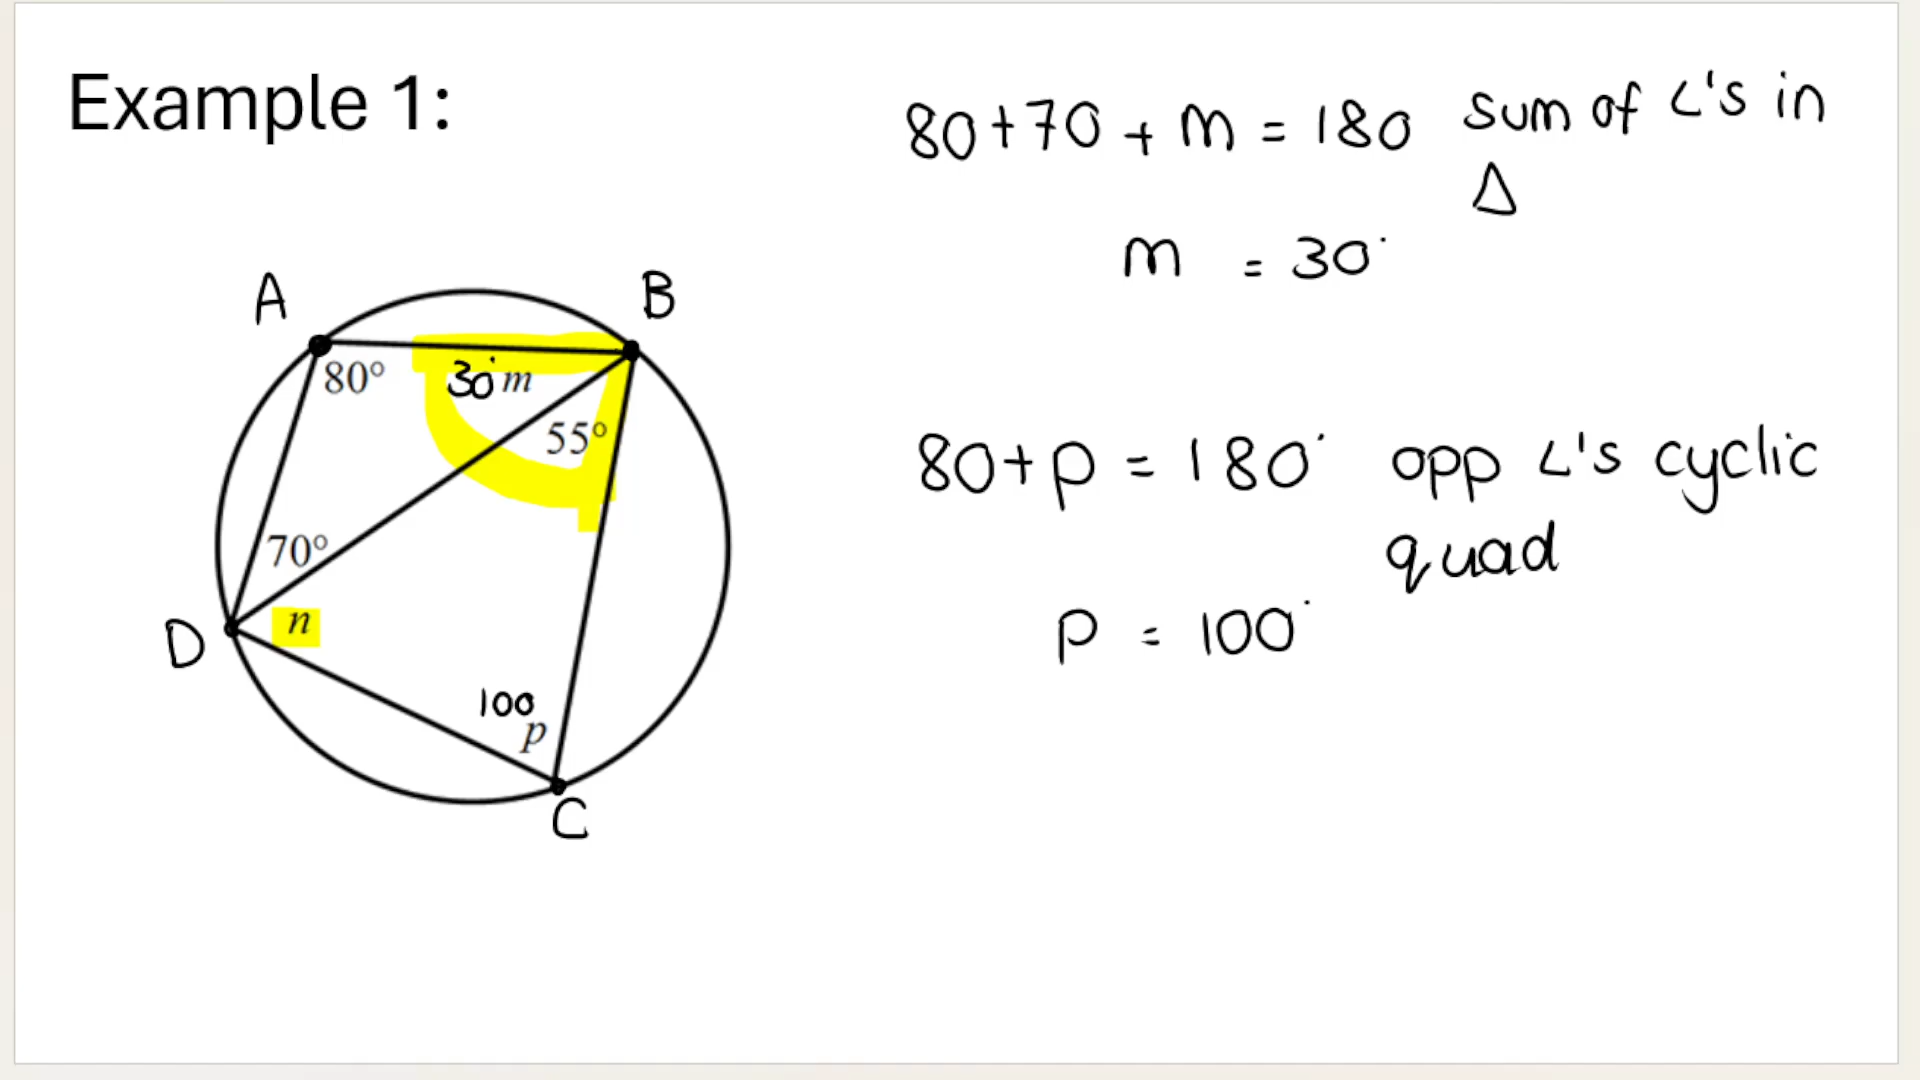 Example 1:
80+70 + m = 180 sum of ∠'s in
Δ
m = 30°
A
B
80°
30° m
55°
70°
D
n
100
p
C
80+p = 180° opp ∠'s cyclic
quad
p = 100°